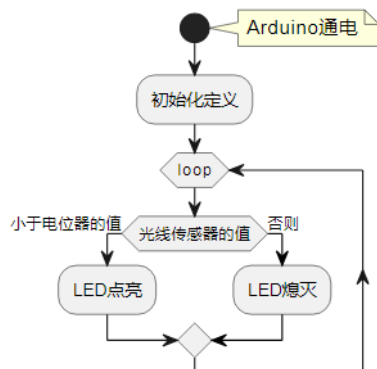 Arduino通电
初始化定义
loop
小于电位器的值
光线传感器的值
否则
LED点亮
LED熄灭